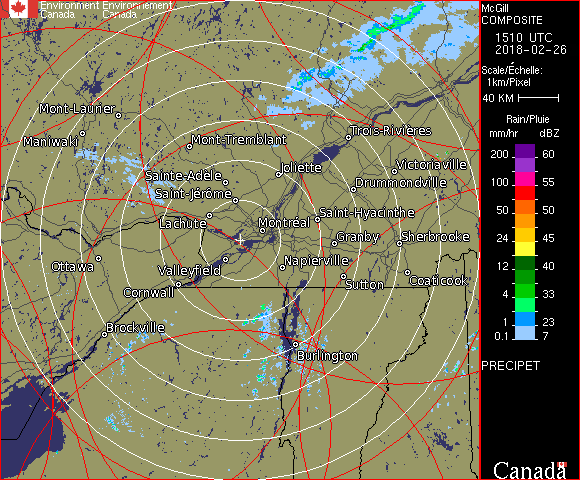 Environment Environnement
Canada Canada
McGill
COMPOSITE
1510 UTC
2018-02-26
Scale/Échelle:
1km/Pixel
40 KM
Rain/Pluie
mm/hr dBZ
200 60
100 55
50 50
24 45
12 40
4 33
1 23
0.1 7
PRECIPET
Mont-Laurier
Maniwaki
Mont-Tremblant
Trois-Rivières
Joliette
Victoriaville
Sainte-Adèle
Drummondville
Saint-Jérôme
Lachute
Montréal
Saint-Hyacinthe
Granby
Sherbrooke
Ottawa
Valleyfield
Napierville
Cornwall
Sutton
Coaticook
Brockville
Burlington
Canada